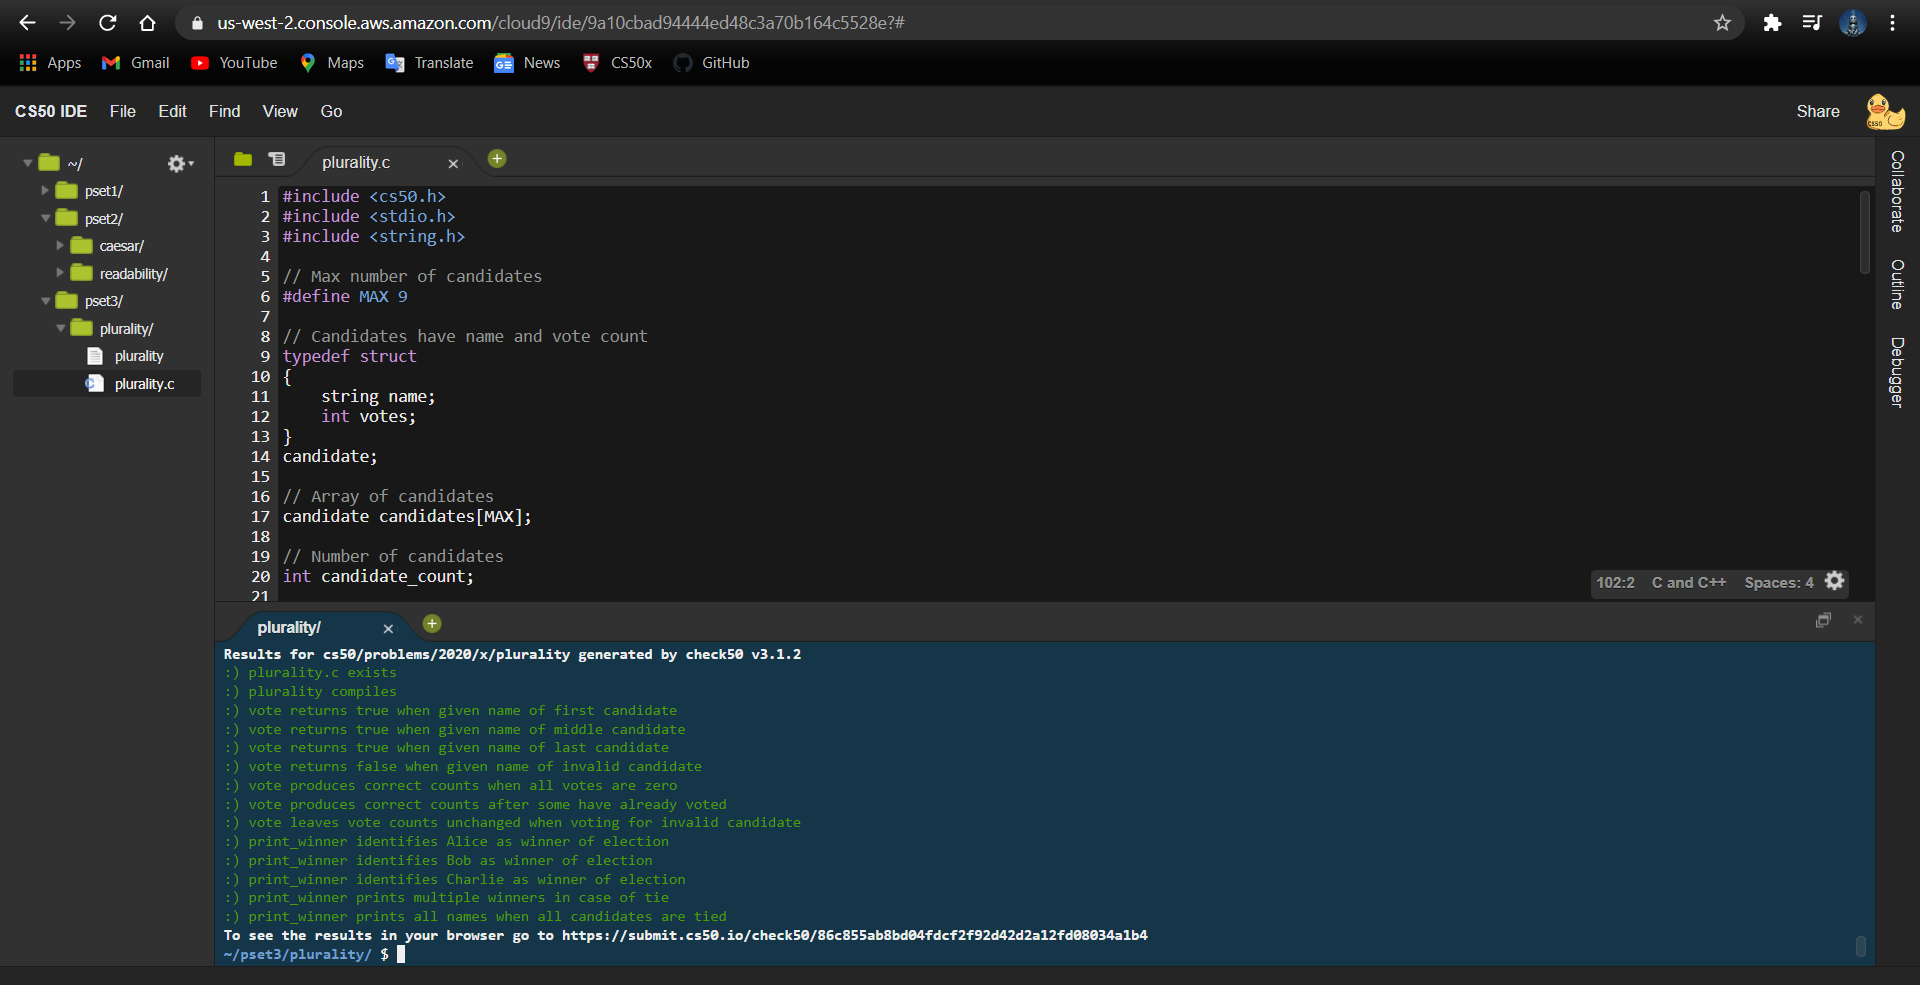 us-west-2.console.aws.amazon.com/cloud9/ide/9a10cbad94444ed48c3a70b164c5528e?#
Apps Gmail YouTube Maps Translate News CS50x GitHub
CS50 IDE File Edit Find View Go Share
~/
pset1/
pset2/
caesar/
readability/
pset3/
plurality/
plurality
plurality.c
plurality.c
1 #include <cs50.h>
2 #include <stdio.h>
3 #include <string.h>
4
5 // Max number of candidates
6 #define MAX 9
7
8 // Candidates have name and vote count
9 typedef struct
10 {
11     string name;
12     int votes;
13 }
14 candidate;
15
16 // Array of candidates
17 candidate candidates[MAX];
18
19 // Number of candidates
20 int candidate_count;
21
102:2 C and C++ Spaces: 4
Collaborate
Outline
Debugger
plurality/
Results for cs50/problems/2020/x/plurality generated by check50 v3.1.2
:) plurality.c exists
:) plurality compiles
:) vote returns true when given name of first candidate
:) vote returns true when given name of middle candidate
:) vote returns true when given name of last candidate
:) vote returns false when given name of invalid candidate
:) vote produces correct counts when all votes are zero
:) vote produces correct counts after some have already voted
:) vote leaves vote counts unchanged when voting for invalid candidate
:) print_winner identifies Alice as winner of election
:) print_winner identifies Bob as winner of election
:) print_winner identifies Charlie as winner of election
:) print_winner prints multiple winners in case of tie
:) print_winner prints all names when all candidates are tied
To see the results in your browser go to https://submit.cs50.io/check50/86c855ab8bd04fdcf2f92d42d2a12fd08034a1b4
~/pset3/plurality/ $